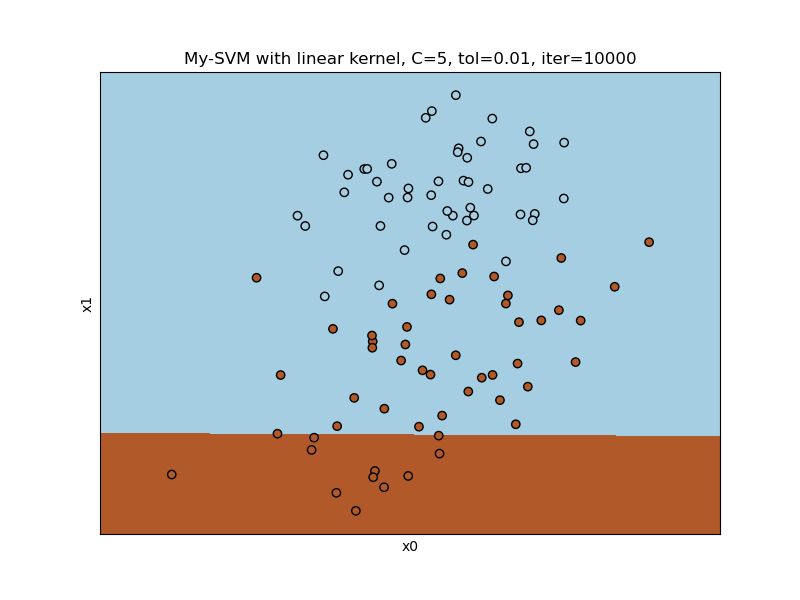 My-SVM with linear kernel, C=5, tol=0.01, iter=10000
x1
x0